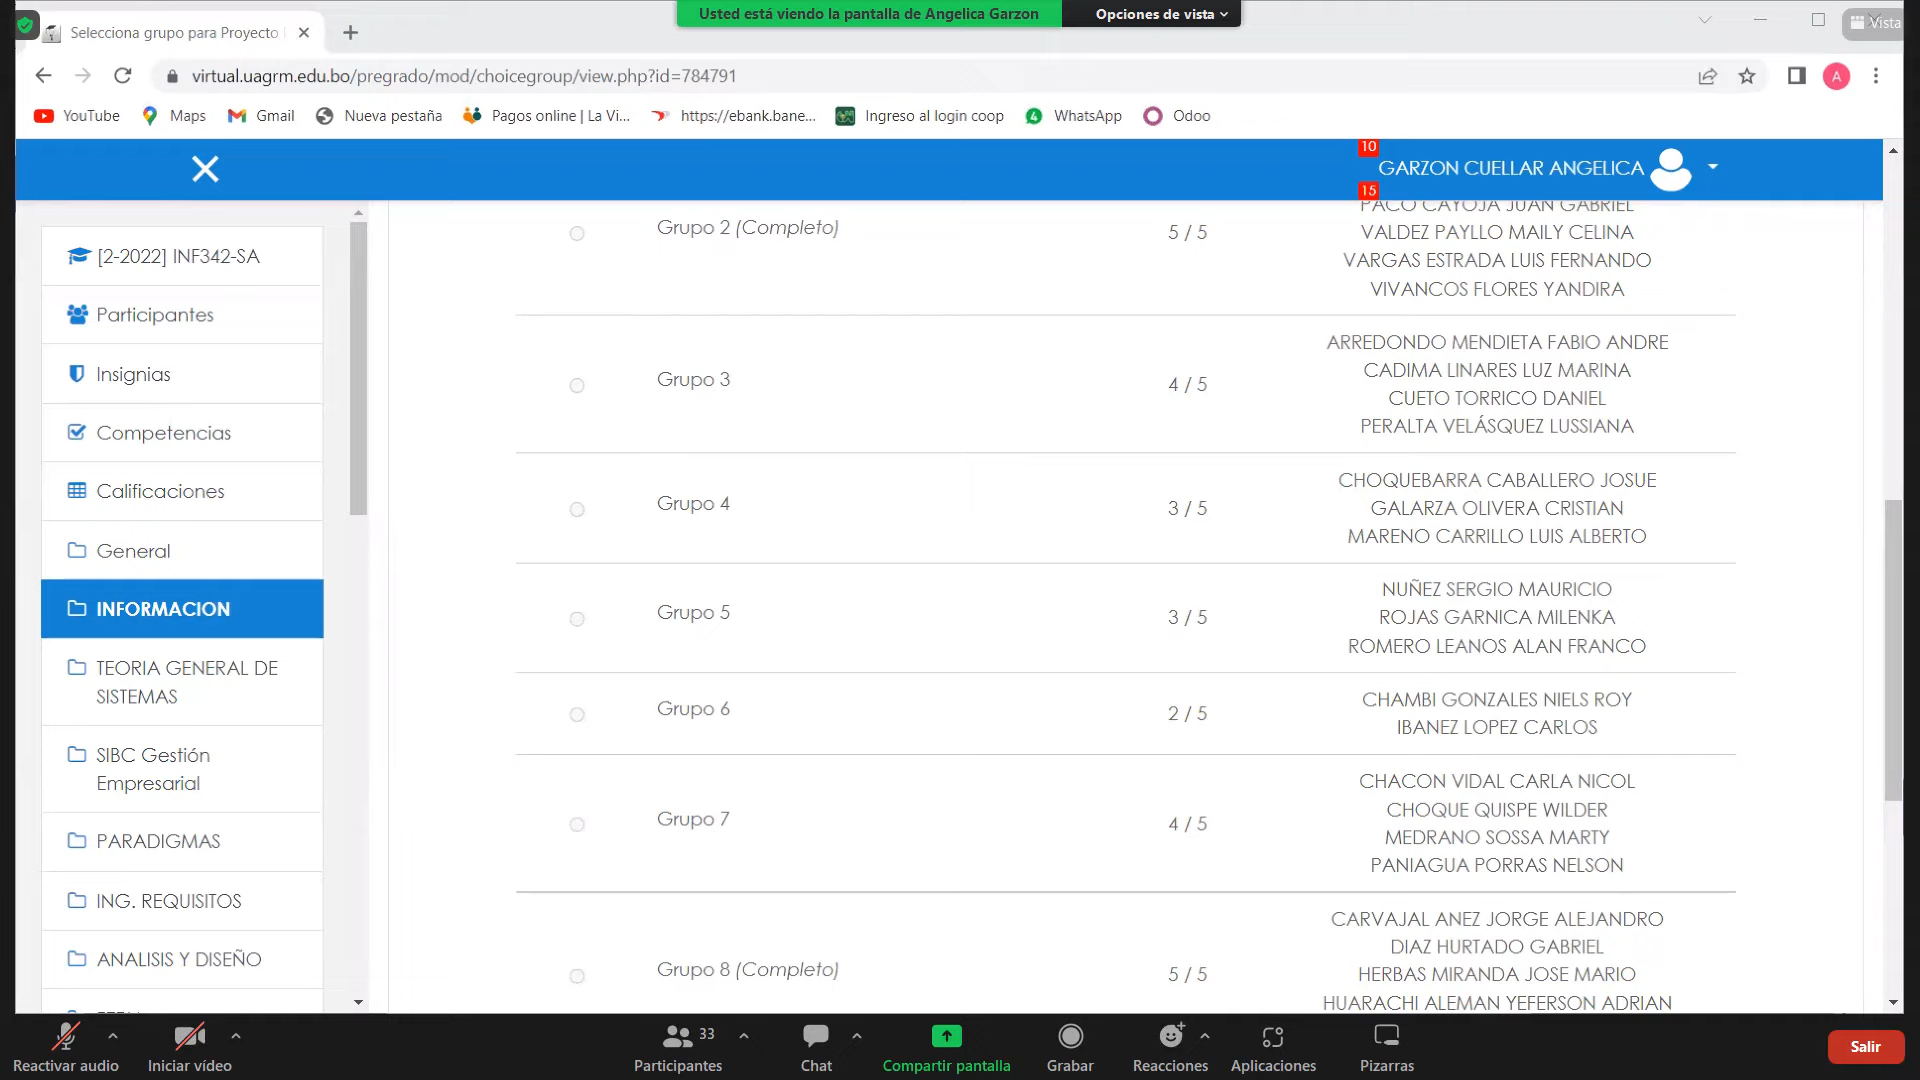 Usted está viendo la pantalla de Angelica Garzon
Opciones de vista
Selecciona grupo para Proyecto
Vista
virtual.uagrm.edu.bo/pregrado/mod/choicegroup/view.php?id=784791
A
YouTube
Maps
Gmail
Nueva pestaña
Pagos online | La Vi...
https://ebank.bane...
Ingreso al login coop
4
WhatsApp
Odoo
10
GARZON CUELLAR ANGELICA
15
[2-2022] INF342-SA
Participantes
Insignias
Competencias
Calificaciones
General
INFORMACION
TEORIA GENERAL DE
SISTEMAS
SIBC Gestión
Empresarial
PARADIGMAS
ING. REQUISITOS
ANALISIS Y DISEÑO
PACO CAYOJA JUAN GABRIEL
Grupo 2 (Completo)
5 / 5
VALDEZ PAYLLO MAILY CELINA
VARGAS ESTRADA LUIS FERNANDO
VIVANCOS FLORES YANDIRA
Grupo 3
4 / 5
ARREDONDO MENDIETA FABIO ANDRE
CADIMA LINARES LUZ MARINA
CUETO TORRICO DANIEL
PERALTA VELÁSQUEZ LUSSIANA
Grupo 4
3 / 5
CHOQUEBARRA CABALLERO JOSUE
GALARZA OLIVERA CRISTIAN
MARENO CARRILLO LUIS ALBERTO
Grupo 5
3 / 5
NUÑEZ SERGIO MAURICIO
ROJAS GARNICA MILENKA
ROMERO LEANOS ALAN FRANCO
Grupo 6
2 / 5
CHAMBI GONZALES NIELS ROY
IBANEZ LOPEZ CARLOS
Grupo 7
4 / 5
CHACON VIDAL CARLA NICOL
CHOQUE QUISPE WILDER
MEDRANO SOSSA MARTY
PANIAGUA PORRAS NELSON
Grupo 8 (Completo)
5 / 5
CARVAJAL ANEZ JORGE ALEJANDRO
DIAZ HURTADO GABRIEL
HERBAS MIRANDA JOSE MARIO
HUARACHI ALEMAN YEFERSON ADRIAN
Reactivar audio
Iniciar vídeo
33
Participantes
Chat
Compartir pantalla
Grabar
Reacciones
Aplicaciones
Pizarras
Salir